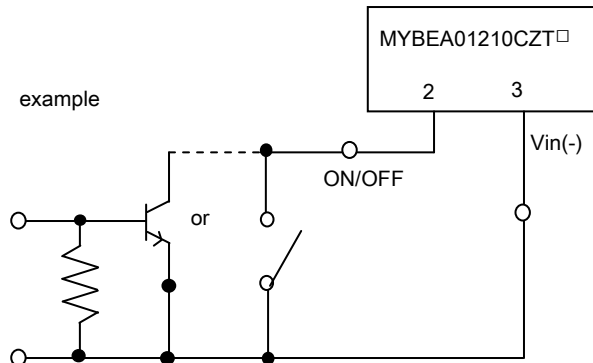 MYBEA01210CZT□
2 3
example
Vin(-)
ON/OFF
or